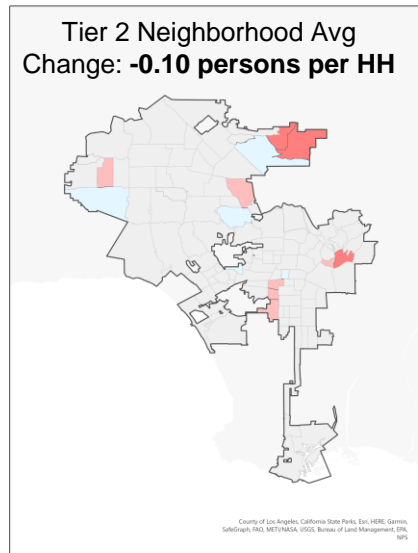 Tier 2 Neighborhood Avg
Change: -0.10 persons per HH
County of Los Angeles, California State Parks, Esri, HERE, Garmin,
SafeGraph, FAO, METI/NASA, USGS, Bureau of Land Management, EPA,
NPS